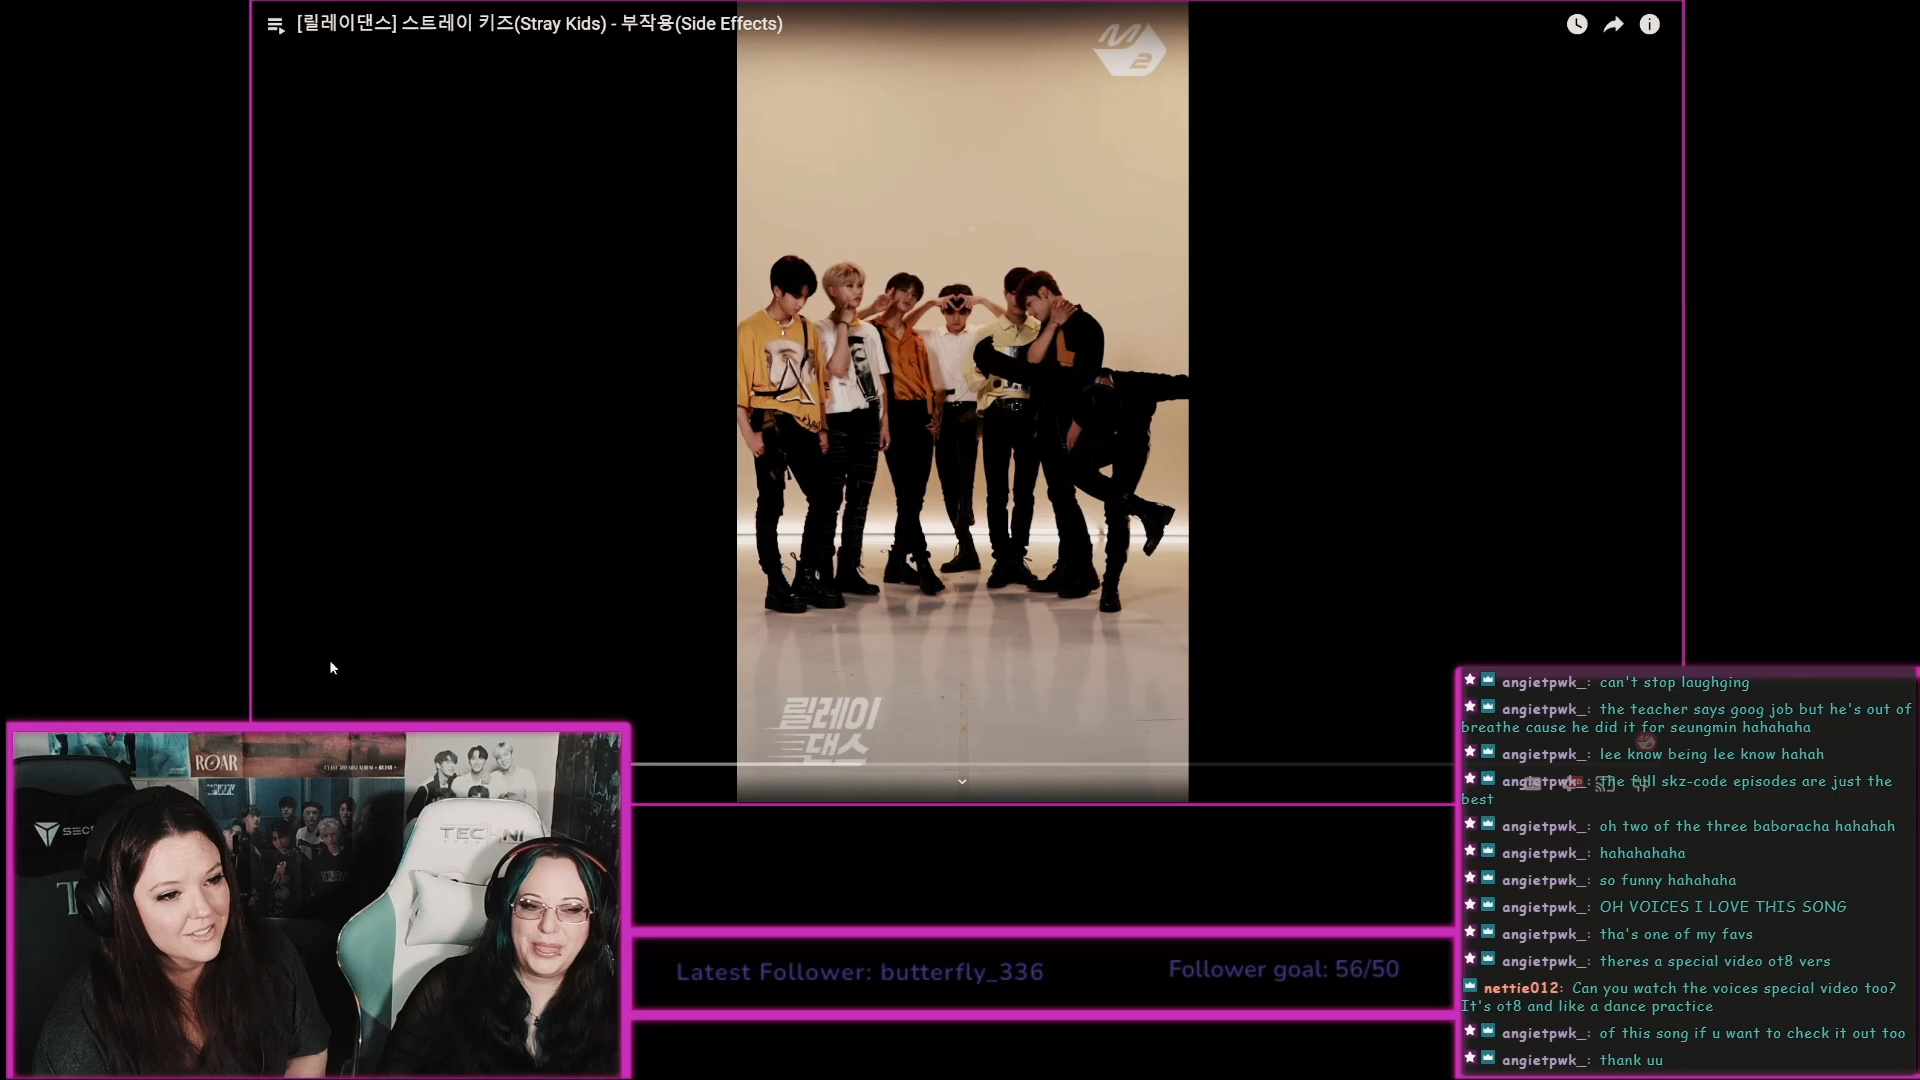 [릴레이댄스] 스트레이 키즈(Stray Kids) - 부작용(Side Effects)
M
2
릴레이
댄스
ROAR
TECHNI
Latest Follower: butterfly_336
Follower goal: 56/50
angietpwk_: can't stop laughging
angietpwk_: the teacher says goog job but he's out of
breathe cause he did it for seungmin hahahaha
angietpwk_: lee know being lee know hahah
angietpwk_: the full skz-code episodes are just the
best
angietpwk_: oh two of the three baboracha hahahah
angietpwk_: hahahahaha
angietpwk_: so funny hahahaha
angietpwk_: OH VOICES I LOVE THIS SONG
angietpwk_: tha's one of my favs
angietpwk_: theres a special video ot8 vers
nettie012: Can you watch the voices special video too?
It's ot8 and like a dance practice
angietpwk_: of this song if u want to check it out too
angietpwk_: thank uu